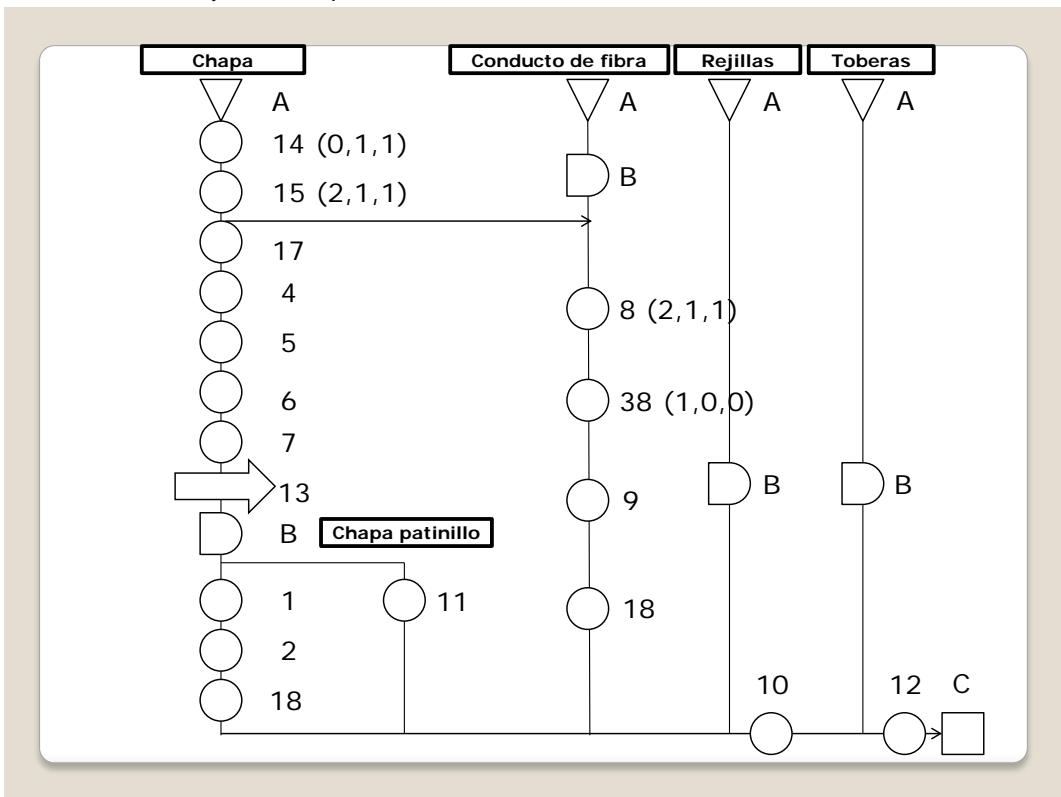 Chapa
Conducto de fibra
Rejillas
Toberas
A
A
A
A
14 (0,1,1)
15 (2,1,1)
B
17
4
8 (2,1,1)
5
6
38 (1,0,0)
7
13
9
B
B
B
Chapa patinillo
1
11
18
2
18
10
12
C